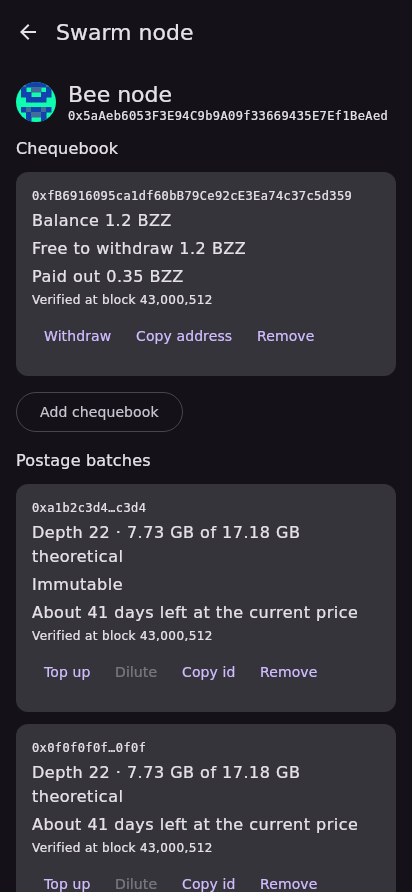 Swarm node
Bee node
0x5aAeb6053F3E94C9b9A09f33669435E7Ef1BeAed
Chequebook
0xfB6916095ca1df60bB79Ce92cE3Ea74c37c5d359
Balance 1.2 BZZ
Free to withdraw 1.2 BZZ
Paid out 0.35 BZZ
Verified at block 43,000,512
Withdraw Copy address Remove
Add chequebook
Postage batches
0xa1b2c3d4…c3d4
Depth 22 · 7.73 GB of 17.18 GB
theoretical
Immutable
About 41 days left at the current price
Verified at block 43,000,512
Top up Dilute Copy id Remove
0x0f0f0f0f…0f0f
Depth 22 · 7.73 GB of 17.18 GB
theoretical
About 41 days left at the current price
Verified at block 43,000,512
Top up Dilute Copy id Remove